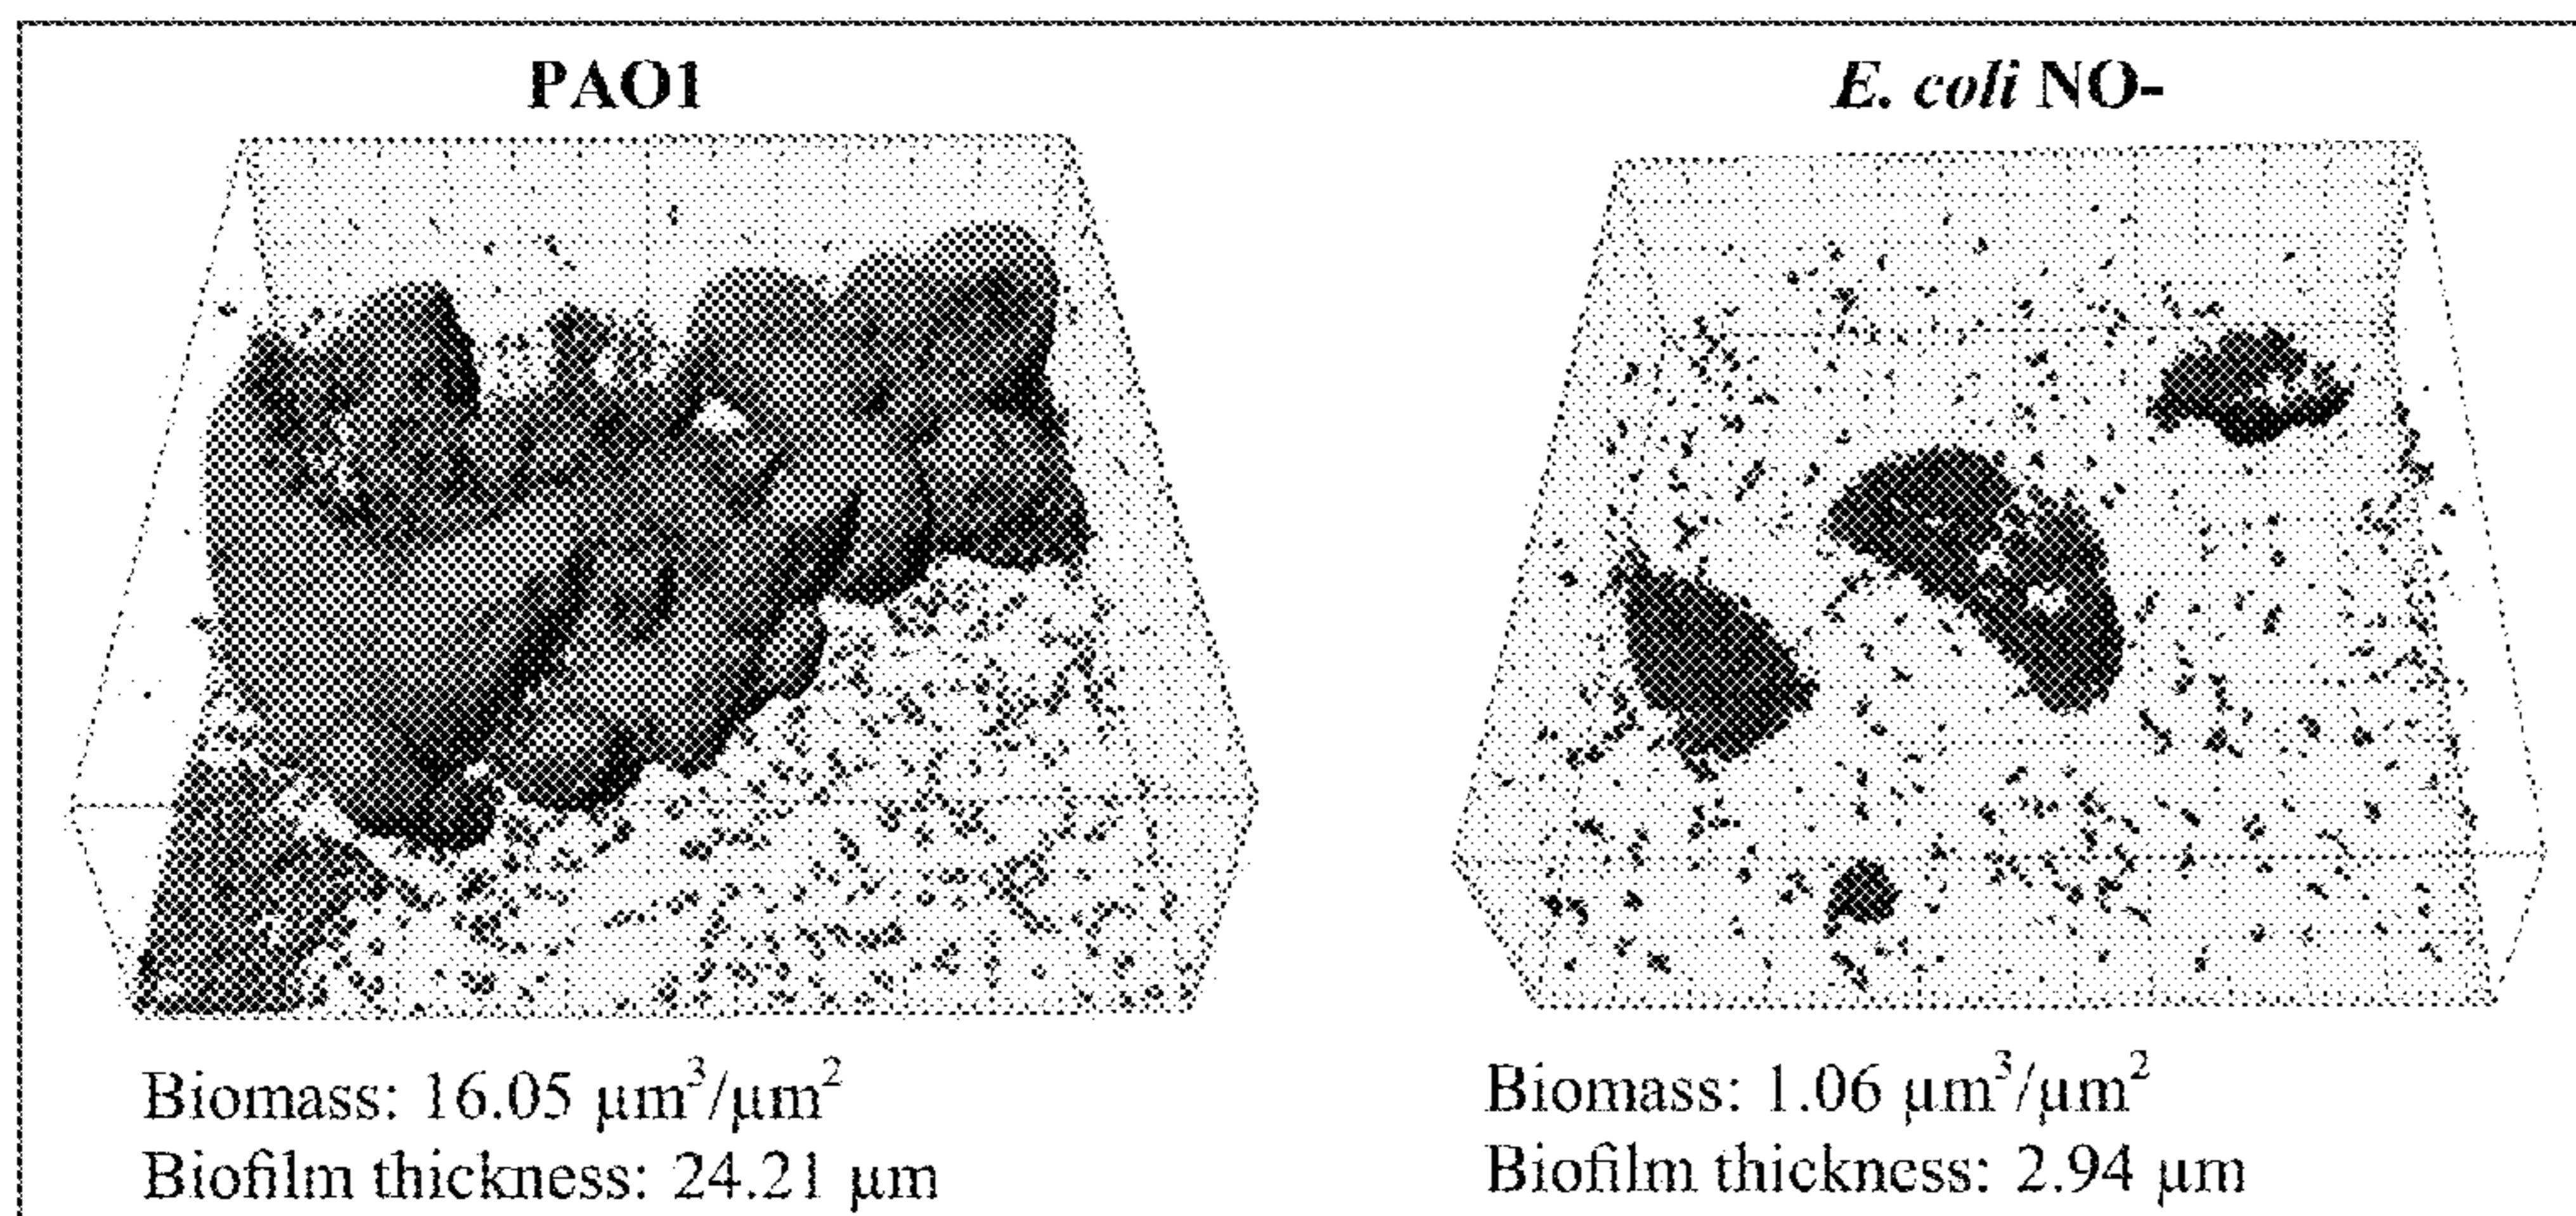 PAO1
E. coli NO-
Biomass: 16.05 μm³/μm²
Biofilm thickness: 24.21 μm
Biomass: 1.06 μm³/μm²
Biofilm thickness: 2.94 μm